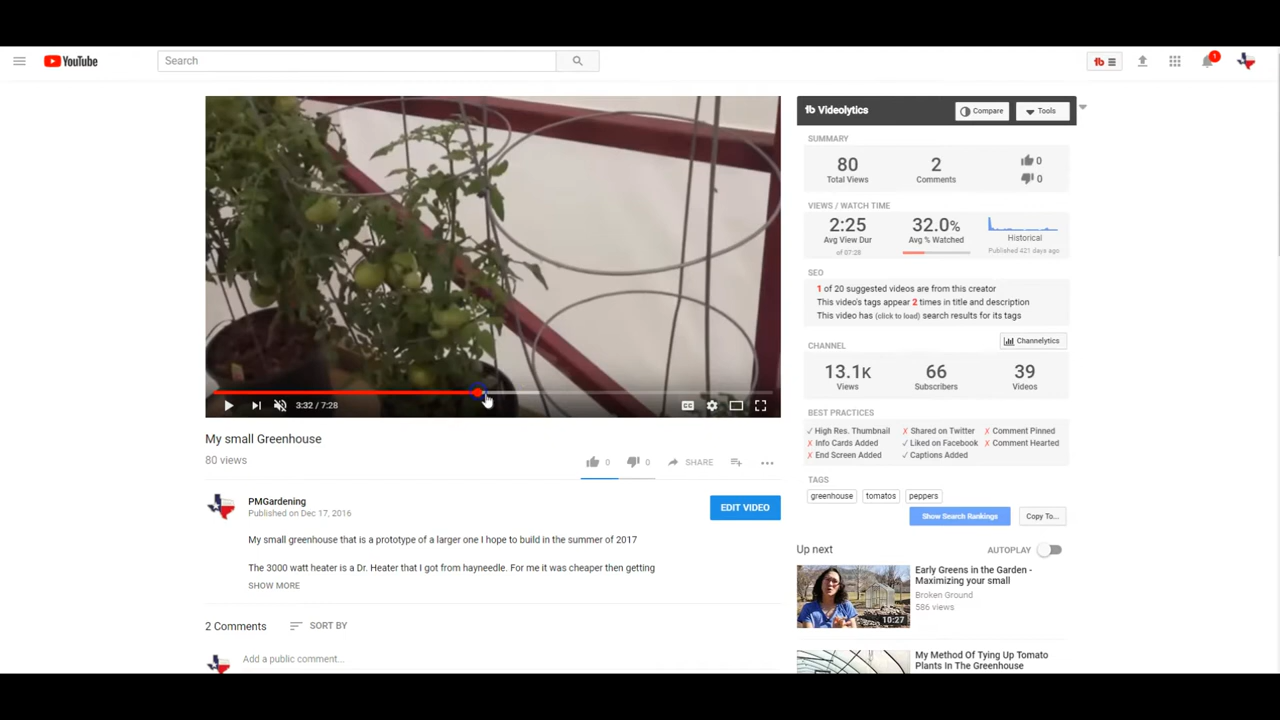 YouTube
Search
tb
1
3:32 / 7:28
CC
My small Greenhouse
80 views
0
0
SHARE
PMGardening
Published on Dec 17, 2016
EDIT VIDEO
My small greenhouse that is a prototype of a larger one I hope to build in the summer of 2017
The 3000 watt heater is a Dr. Heater that I got from hayneedle. For me it was cheaper then getting
SHOW MORE
2 Comments
SORT BY
Add a public comment...
tb Videolytics
Compare
Tools
SUMMARY
80
2
0
Total Views
Comments
0
VIEWS / WATCH TIME
2:25
32.0%
Avg View Dur
Avg % Watched
Historical
of 07:28
Published 421 days ago
SEO
1 of 20 suggested videos are from this creator
This video's tags appear 2 times in title and description
This video has (click to load) search results for its tags
Channelytics
CHANNEL
13.1K
66
39
Views
Subscribers
Videos
BEST PRACTICES
✓ High Res. Thumbnail ✗ Shared on Twitter ✗ Comment Pinned
✗ Info Cards Added ✓ Liked on Facebook ✗ Comment Hearted
✗ End Screen Added ✓ Captions Added
TAGS
greenhouse tomatos peppers
Show Search Rankings Copy To...
Up next
AUTOPLAY
Early Greens in the Garden -
Maximizing your small
Broken Ground
586 views
10:27
My Method Of Tying Up Tomato
Plants In The Greenhouse